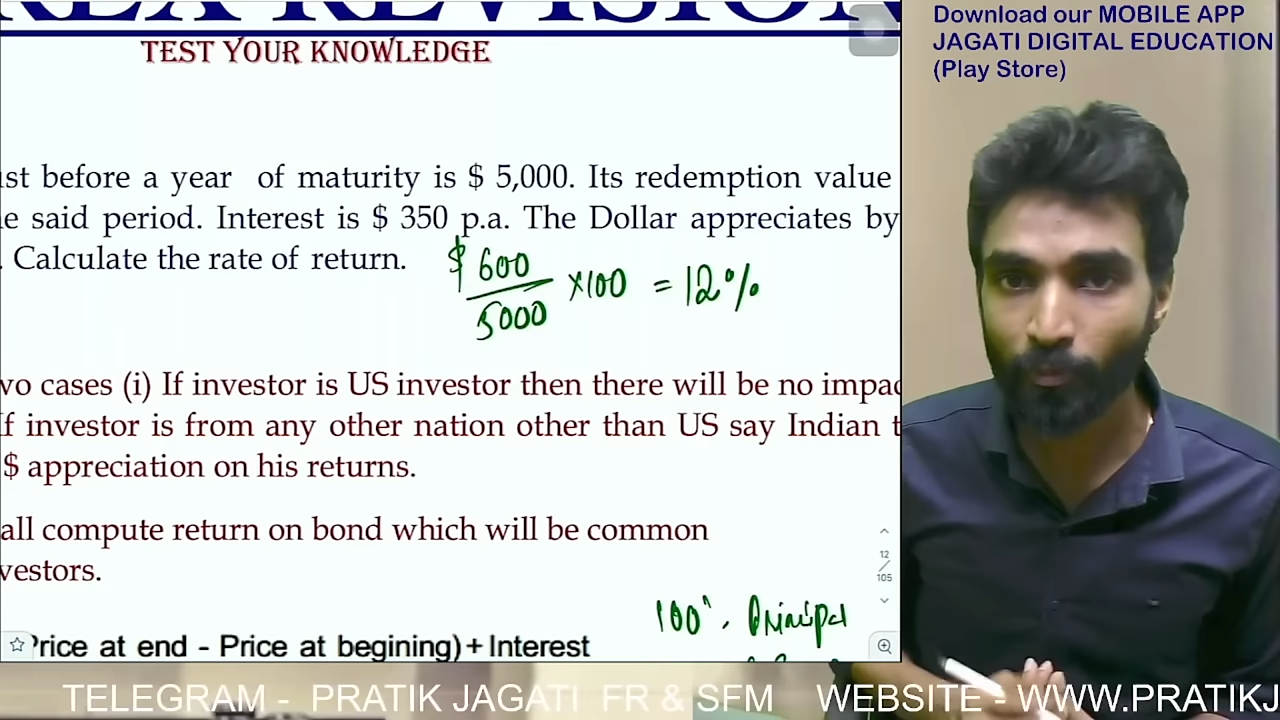 Download our MOBILE APP
JAGATI DIGITAL EDUCATION
(Play Store)
TEST YOUR KNOWLEDGE
ust before a year of maturity is $ 5,000. Its redemption value
e said period. Interest is $ 350 p.a. The Dollar appreciates by
. Calculate the rate of return.
$ 600
5000
×100 = 12%
wo cases (i) If investor is US investor then there will be no impac
If investor is from any other nation other than US say Indian t
$ appreciation on his returns.
all compute return on bond which will be common
vestors.
12
/
105
100
Principal
Price at end - Price at begining) + Interest
TELEGRAM - PRATIK JAGATI FR & SFM WEBSITE - WWW.PRATIKJ